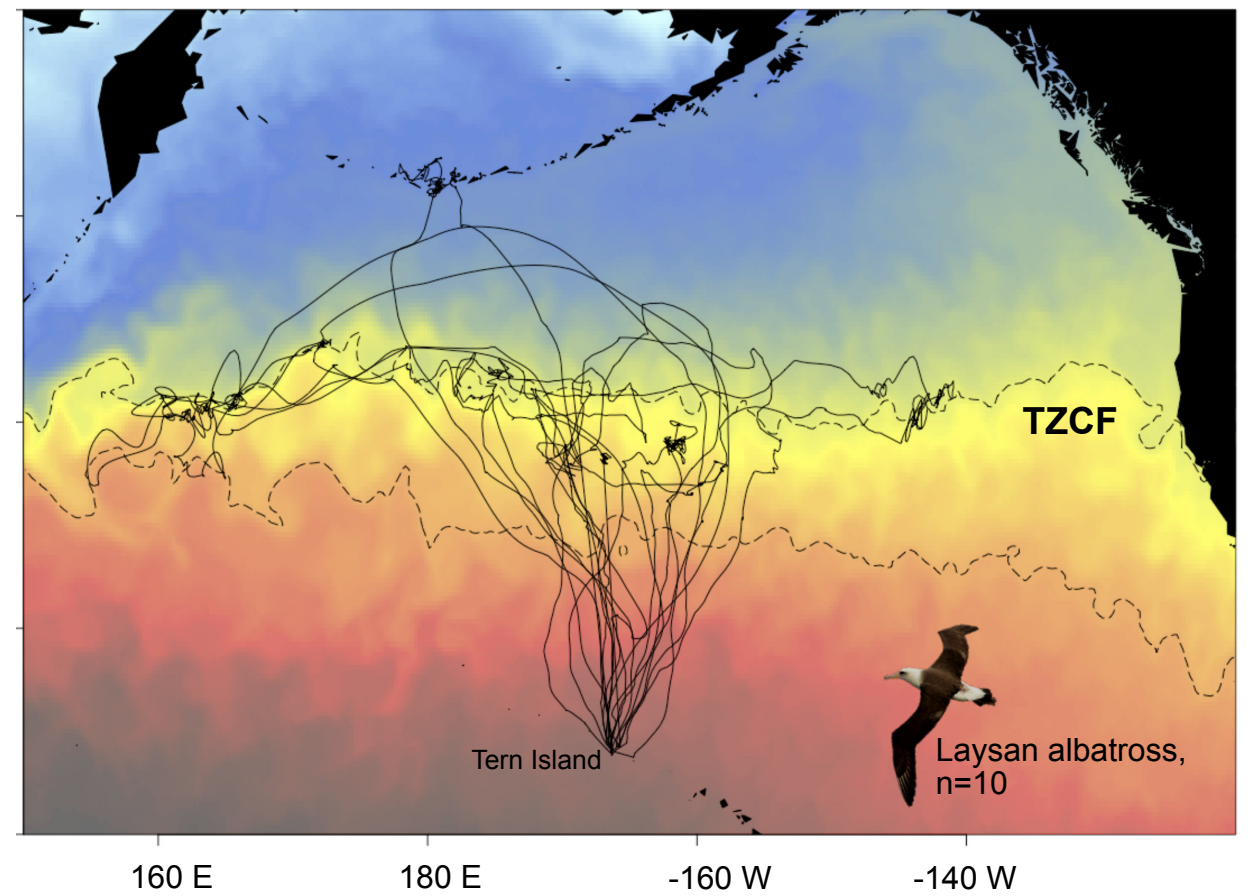 TZCF
Tern Island
Laysan albatross,
n=10
160 E
180 E
-160 W
-140 W